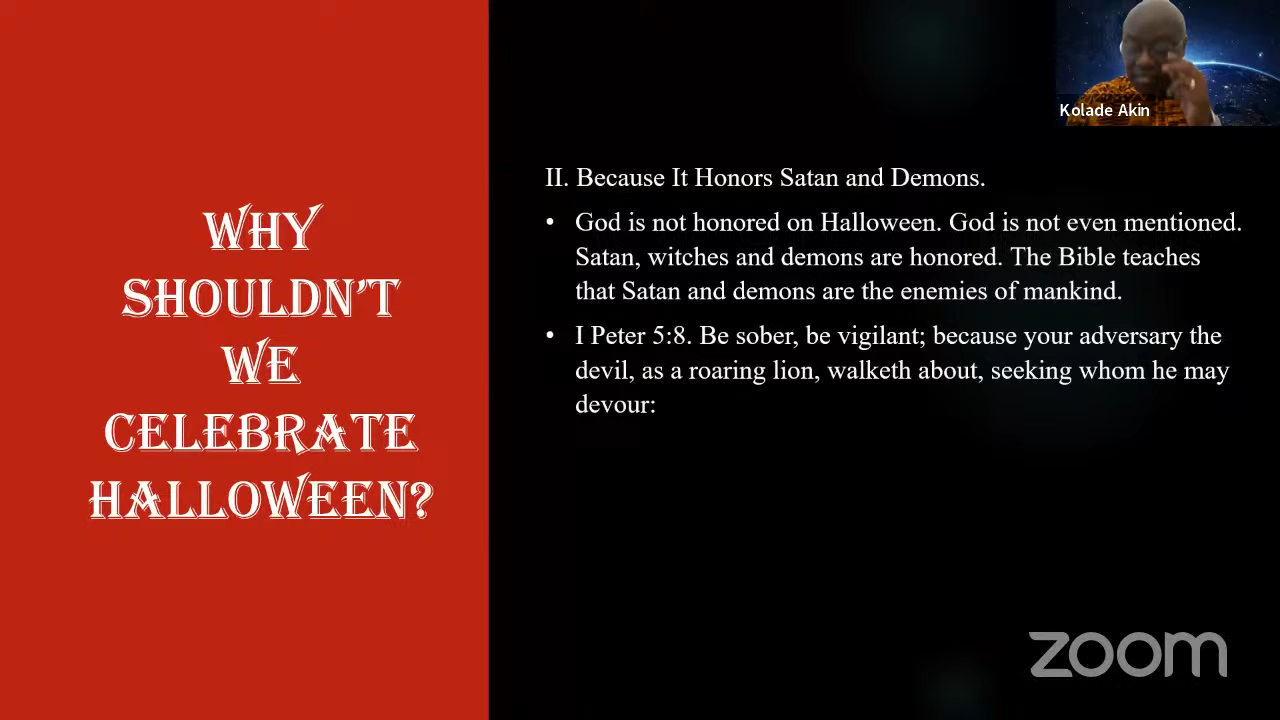 WHY
SHOULDN'T
WE
CELEBRATE
HALLOWEEN?
Kolade Akin
II. Because It Honors Satan and Demons.
• God is not honored on Halloween. God is not even mentioned.
Satan, witches and demons are honored. The Bible teaches
that Satan and demons are the enemies of mankind.
• I Peter 5:8. Be sober, be vigilant; because your adversary the
devil, as a roaring lion, walketh about, seeking whom he may
devour:
zoom